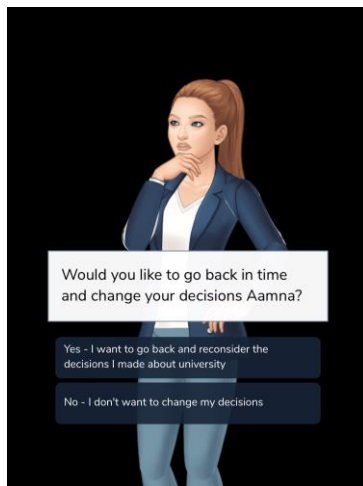 Would you like to go back in time
and change your decisions Aamna?
Yes - I want to go back and reconsider the
decisions I made about university
No - I don't want to change my decisions